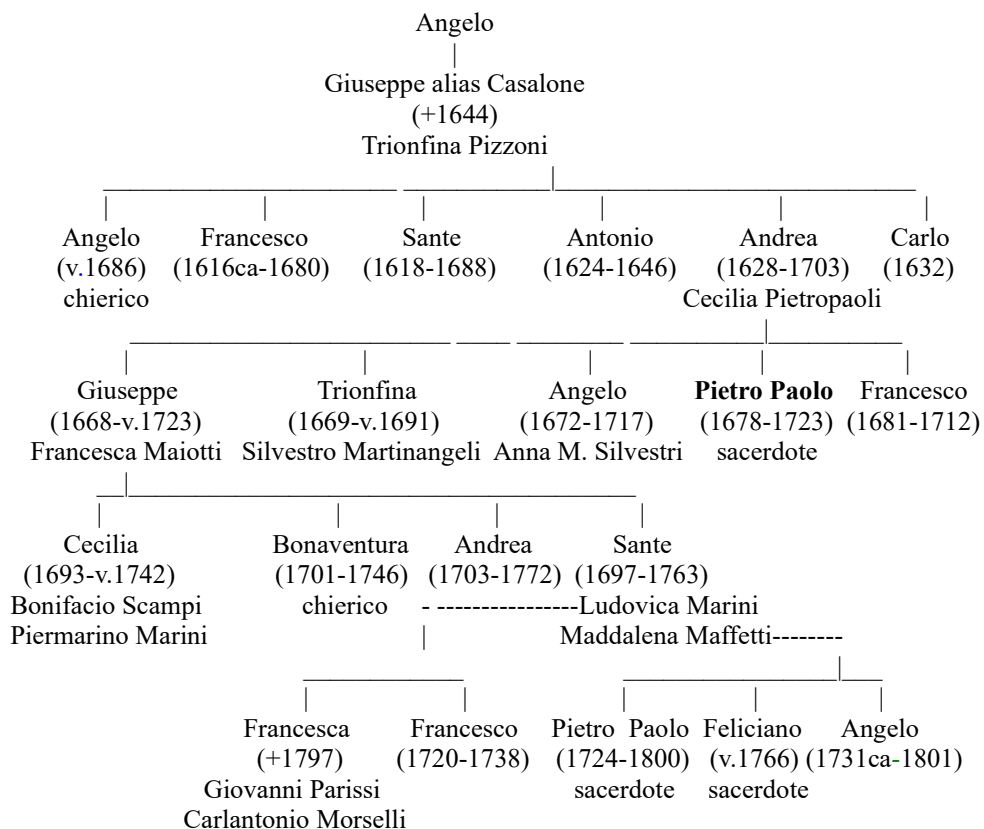 Angelo
Giuseppe alias Casalone
(+1644)
Trionfina Pizzoni
Angelo Francesco Sante Antonio Andrea Carlo
(v.1686) (1616ca-1680) (1618-1688) (1624-1646) (1628-1703) (1632)
chierico Cecilia Pietropaoli
Giuseppe Trionfina Angelo Pietro Paolo Francesco
(1668-v.1723) (1669-v.1691) (1672-1717) (1678-1723) (1681-1712)
Francesca Maiotti Silvestro Martinangeli Anna M. Silvestri sacerdote
Cecilia Bonaventura Andrea Sante
(1693-v.1742) (1701-1746) (1703-1772) (1697-1763)
Bonifacio Scampi chierico Ludovica Marini
Piermarino Marini Maddalena Maffetti
Francesca Francesco Pietro Paolo Feliciano Angelo
(+1797) (1720-1738) (1724-1800) (v.1766) (1731ca-1801)
Giovanni Parissi sacerdote sacerdote
Carlantonio Morselli